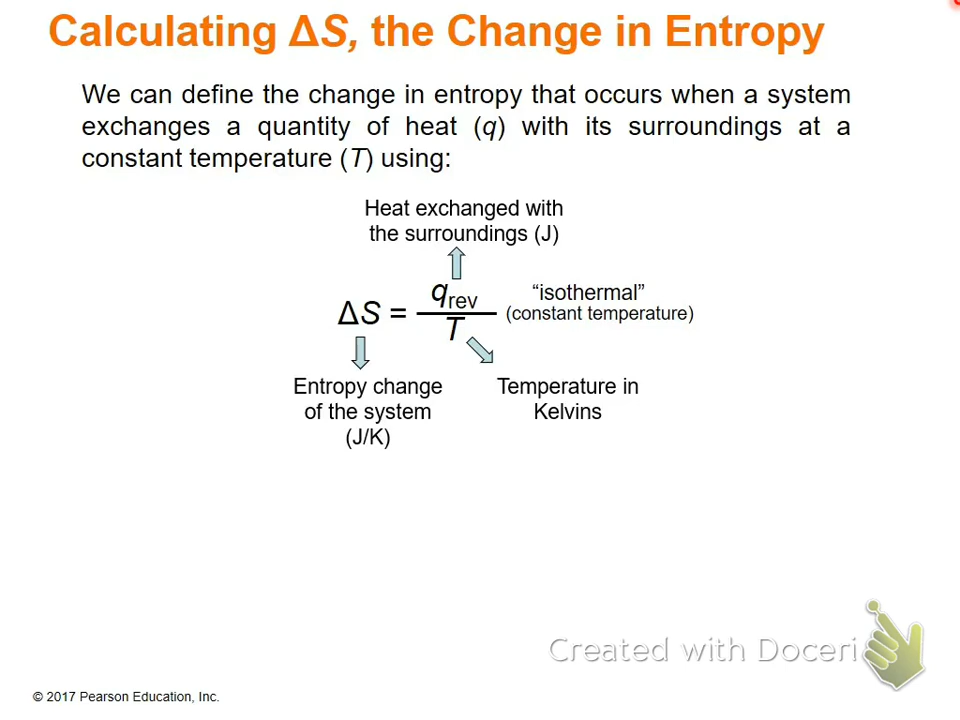 Calculating ΔS, the Change in Entropy
We can define the change in entropy that occurs when a system
exchanges a quantity of heat (q) with its surroundings at a
constant temperature (T) using:
Heat exchanged with
the surroundings (J)
ΔS = qrev / T
“isothermal”
(constant temperature)
Entropy change
of the system
(J/K)
Temperature in
Kelvins
Created with Doceri
© 2017 Pearson Education, Inc.